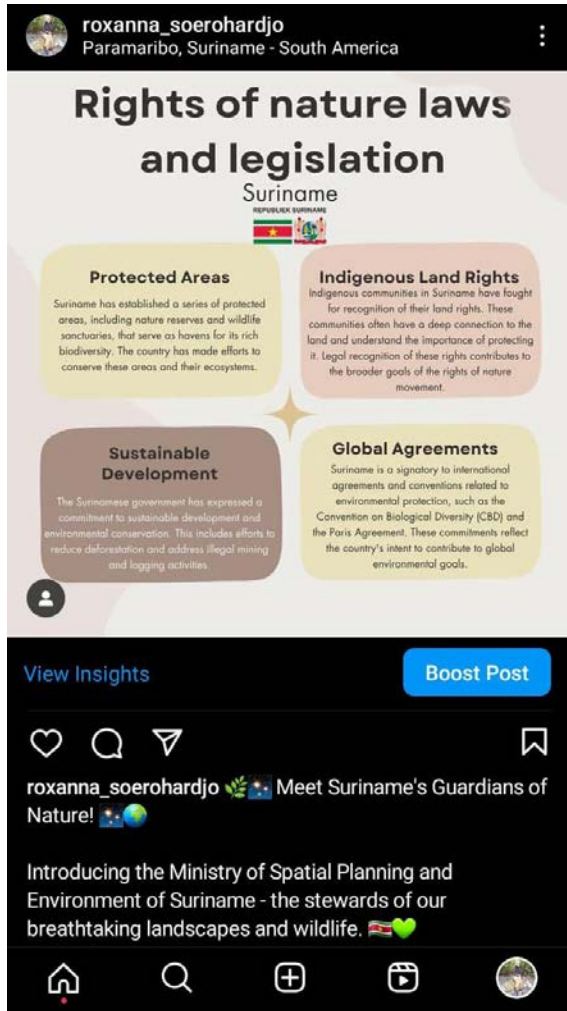 roxanna_soerohardjo
Paramaribo, Suriname - South America
Rights of nature laws
and legislation
Suriname
REPUBLIEK SURINAME
Protected Areas
Suriname has established a series of protected
areas, including nature reserves and wildlife
sanctuaries, that serve as havens for its rich
biodiversity. The country has made efforts to
conserve these areas and their ecosystems.
Indigenous Land Rights
Indigenous communities in Suriname have fought
for recognition of their land rights. These
communities often have a deep connection to the
land and understand the importance of protecting
it. Legal recognition of these rights contributes to
the broader goals of the rights of nature
movement.
Sustainable
Development
The Surinamese government has expressed a
commitment to sustainable development and
environmental conservation. This includes efforts to
reduce deforestation and address illegal mining
and logging activities.
Global Agreements
Suriname is a signatory to international
agreements and conventions related to
environmental protection, such as the
Convention on Biological Diversity (CBD) and
the Paris Agreement. These commitments reflect
the country's intent to contribute to global
environmental goals.
View Insights
Boost Post
roxanna_soerohardjo 🌿🎇 Meet Suriname's Guardians of
Nature! 🎇🌍
Introducing the Ministry of Spatial Planning and
Environment of Suriname - the stewards of our
breathtaking landscapes and wildlife. 🇸🇷💚